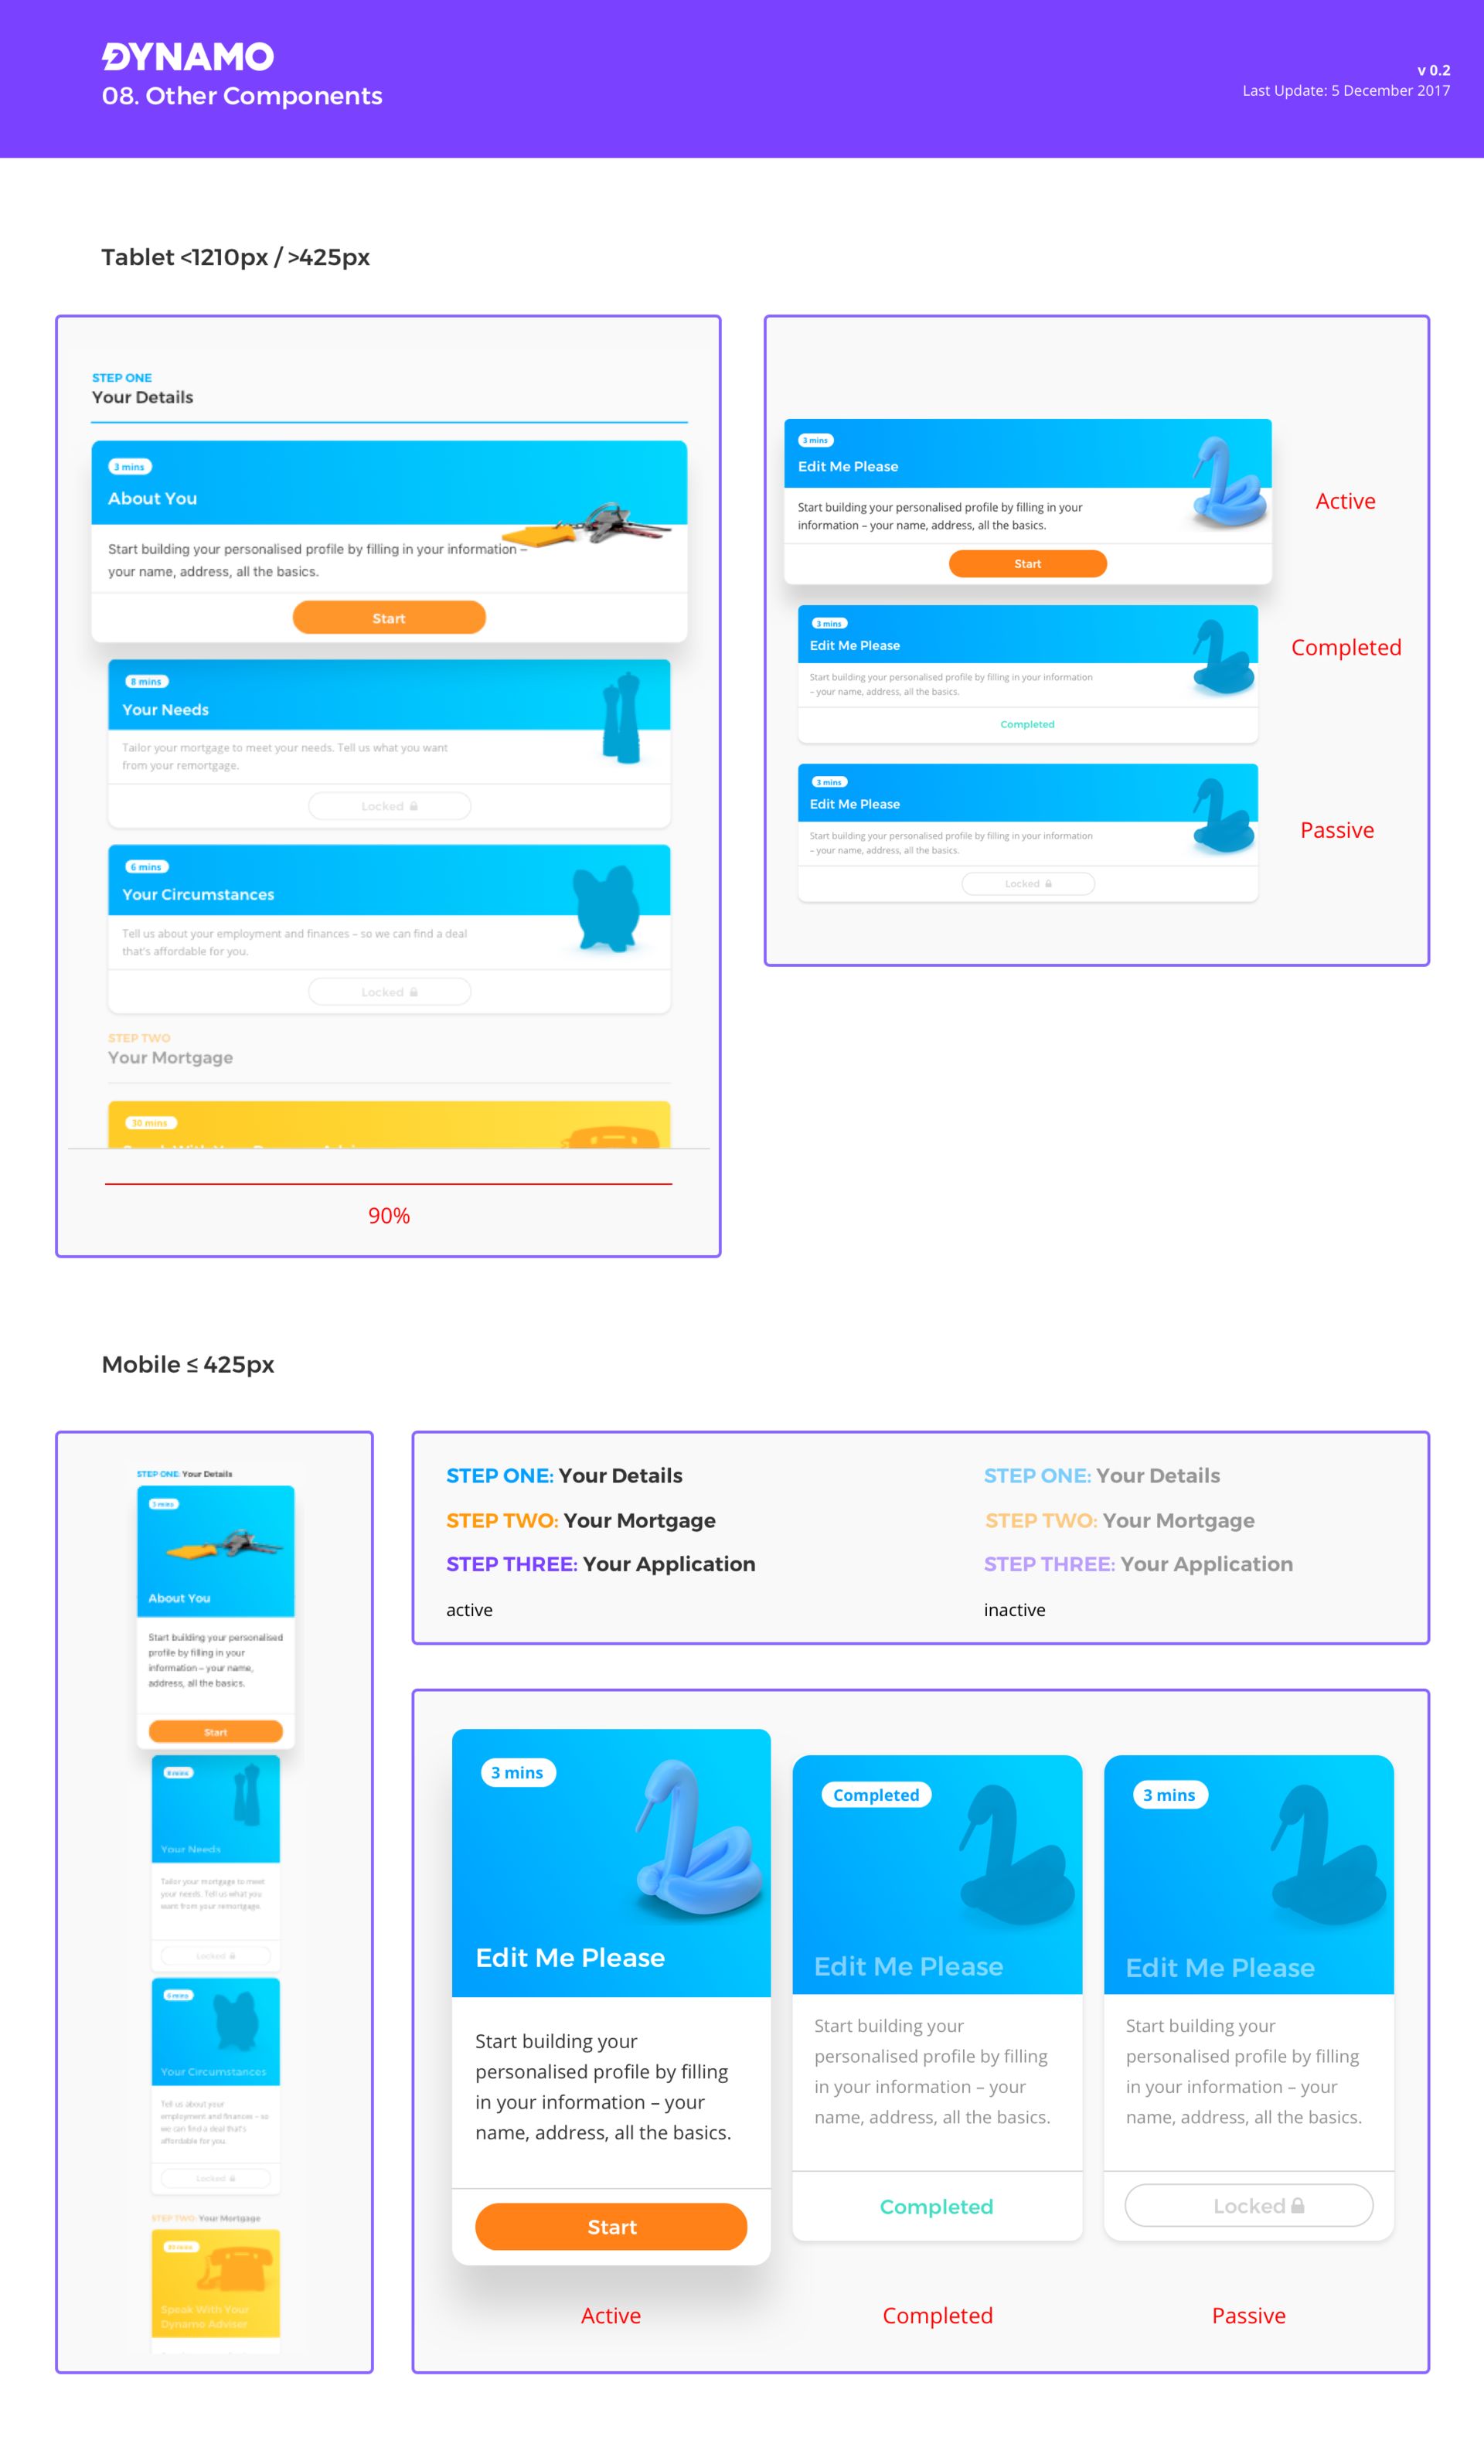 DYNAMO
08. Other Components
v 0.2
Last Update: 5 December 2017
Tablet <1210px / >425px
STEP ONE
Your Details
3 mins
About You
Start building your personalised profile by filling in your information –
your name, address, all the basics.
Start
8 mins
Your Needs
Tailor your mortgage to meet your needs. Tell us what you want
from your remortgage.
Locked
6 mins
Your Circumstances
Tell us about your employment and finances – so we can find a deal
that's affordable for you.
Locked
STEP TWO
Your Mortgage
30 mins
90%
3 mins
Edit Me Please
Start building your personalised profile by filling in your
information – your name, address, all the basics.
Start
Active
3 mins
Edit Me Please
Start building your personalised profile by filling in your information
– your name, address, all the basics.
Completed
Completed
3 mins
Edit Me Please
Start building your personalised profile by filling in your information
– your name, address, all the basics.
Locked
Passive
Mobile ≤ 425px
STEP ONE: Your Details
3 mins
About You
Start building your personalised
profile by filling in your
information – your name,
address, all the basics.
Start
8 mins
Your Needs
Tailor your mortgage to meet
your needs. Tell us what you
want from your remortgage.
Locked
6 mins
Your Circumstances
Tell us about your
employment and finances – so
we can find a deal that's
affordable for you.
Locked
STEP TWO: Your Mortgage
30 mins
Speak With Your
Dynamo Adviser
STEP ONE: Your Details
STEP TWO: Your Mortgage
STEP THREE: Your Application
active
STEP ONE: Your Details
STEP TWO: Your Mortgage
STEP THREE: Your Application
inactive
3 mins
Edit Me Please
Start building your
personalised profile by filling
in your information – your
name, address, all the basics.
Start
Active
Completed
Edit Me Please
Start building your
personalised profile by filling
in your information – your
name, address, all the basics.
Completed
Completed
3 mins
Edit Me Please
Start building your
personalised profile by filling
in your information – your
name, address, all the basics.
Locked
Passive